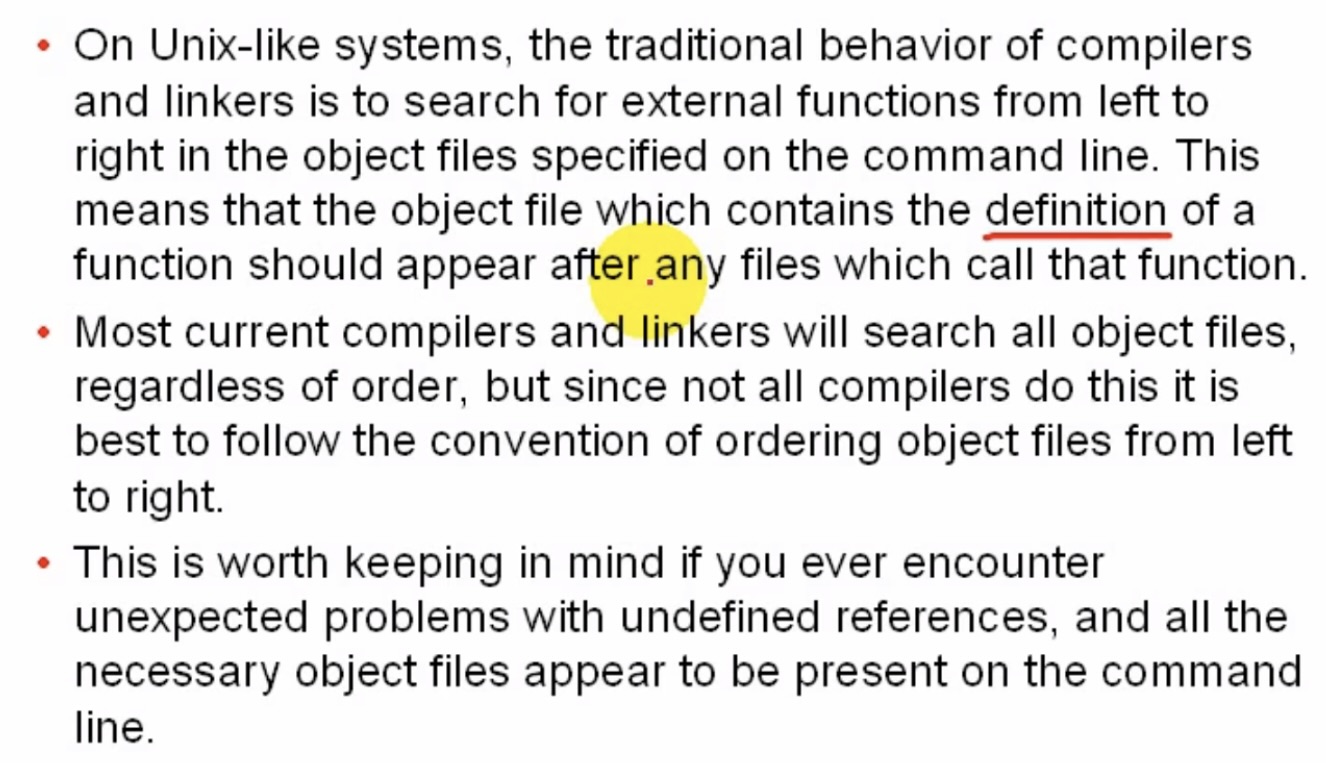 • On Unix-like systems, the traditional behavior of compilers
and linkers is to search for external functions from left to
right in the object files specified on the command line. This
means that the object file which contains the definition of a
function should appear after any files which call that function.
• Most current compilers and linkers will search all object files,
regardless of order, but since not all compilers do this it is
best to follow the convention of ordering object files from left
to right.
• This is worth keeping in mind if you ever encounter
unexpected problems with undefined references, and all the
necessary object files appear to be present on the command
line.